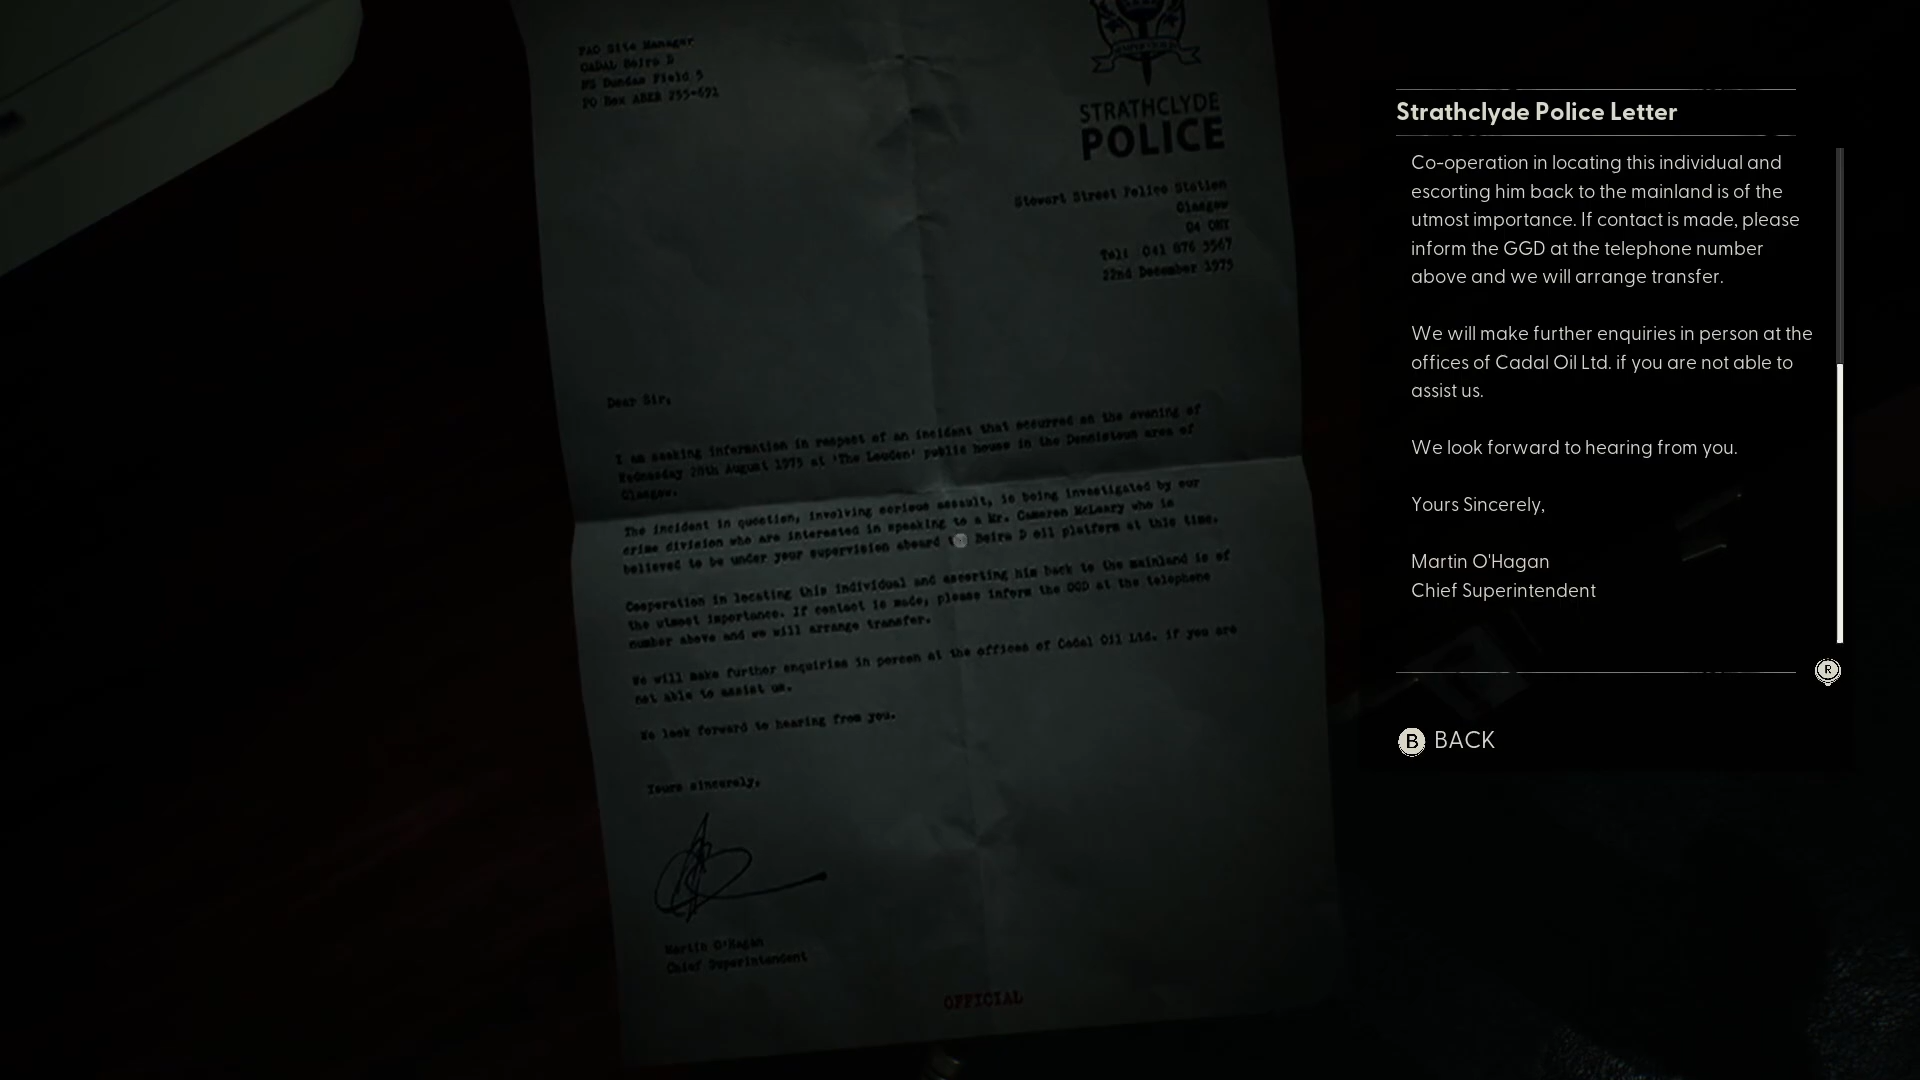 FAO Site Manager
CADAL Beira D
PO Box ABER 255-691
STRATHCLYDE
POLICE
Stewart Street Police Station
Glasgow
Tel: 041 876 5567
22nd December 1975
Dear Sir,
I am seeking information in respect of an incident that occurred on the evening of
Wednesday 20th August 1975 at 'The Louden' public house in the Dennistoun area of
Glasgow.
The incident in question, involving serious assault, is being investigated by our
crime division who are interested in speaking to a Mr. Cameron McLeary who is
believed to be under your supervision aboard Beira D oil platform at this time.
Cooperation in locating this individual and escorting him back to the mainland is of
the utmost importance. If contact is made, please inform the GGD at the telephone
number above and we will arrange transfer.
We will make further enquiries in person at the offices of Cadal Oil Ltd. if you are
not able to assist us.
We look forward to hearing from you.
Yours sincerely,
Martin O'Hagan
Chief Superintendent
OFFICIAL
Strathclyde Police Letter
Co-operation in locating this individual and
escorting him back to the mainland is of the
utmost importance. If contact is made, please
inform the GGD at the telephone number
above and we will arrange transfer.
We will make further enquiries in person at the
offices of Cadal Oil Ltd. if you are not able to
assist us.
We look forward to hearing from you.
Yours Sincerely,
Martin O'Hagan
Chief Superintendent
R
B BACK